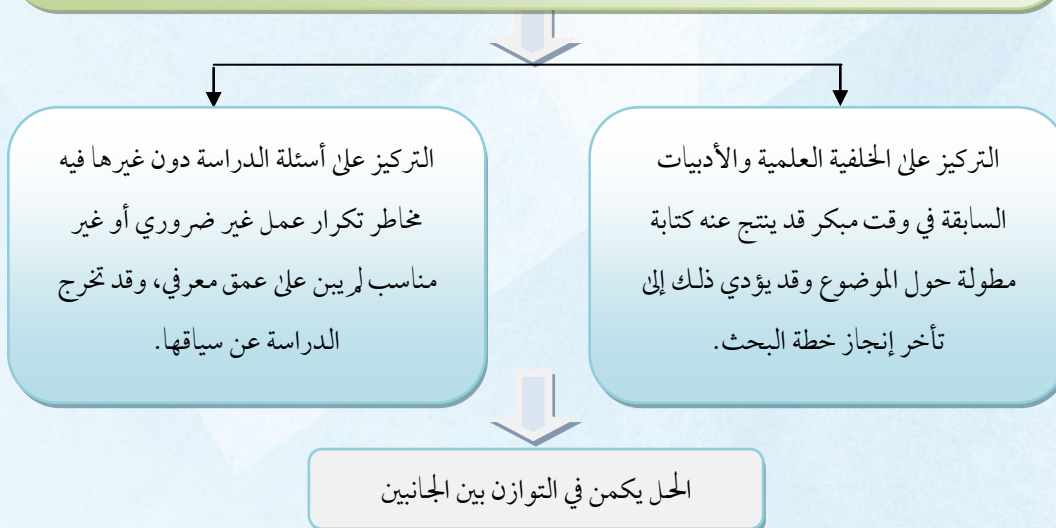 التركيز على الخلفية العلمية والأدبيات
السابقة في وقت مبكر قد ينتج عنه كتابة
مطولة حول الموضوع وقد يؤدي ذلك إلى
تأخر إنجاز خطة البحث.
التركيز على أسئلة الدراسة دون غيرها فيه
مخاطر تكرار عمل غير ضروري أو غير
مناسب لم يبن على عمق معرفي، وقد تخرج
الدراسة عن سياقها.
الحل يكمن في التوازن بين الجانبين